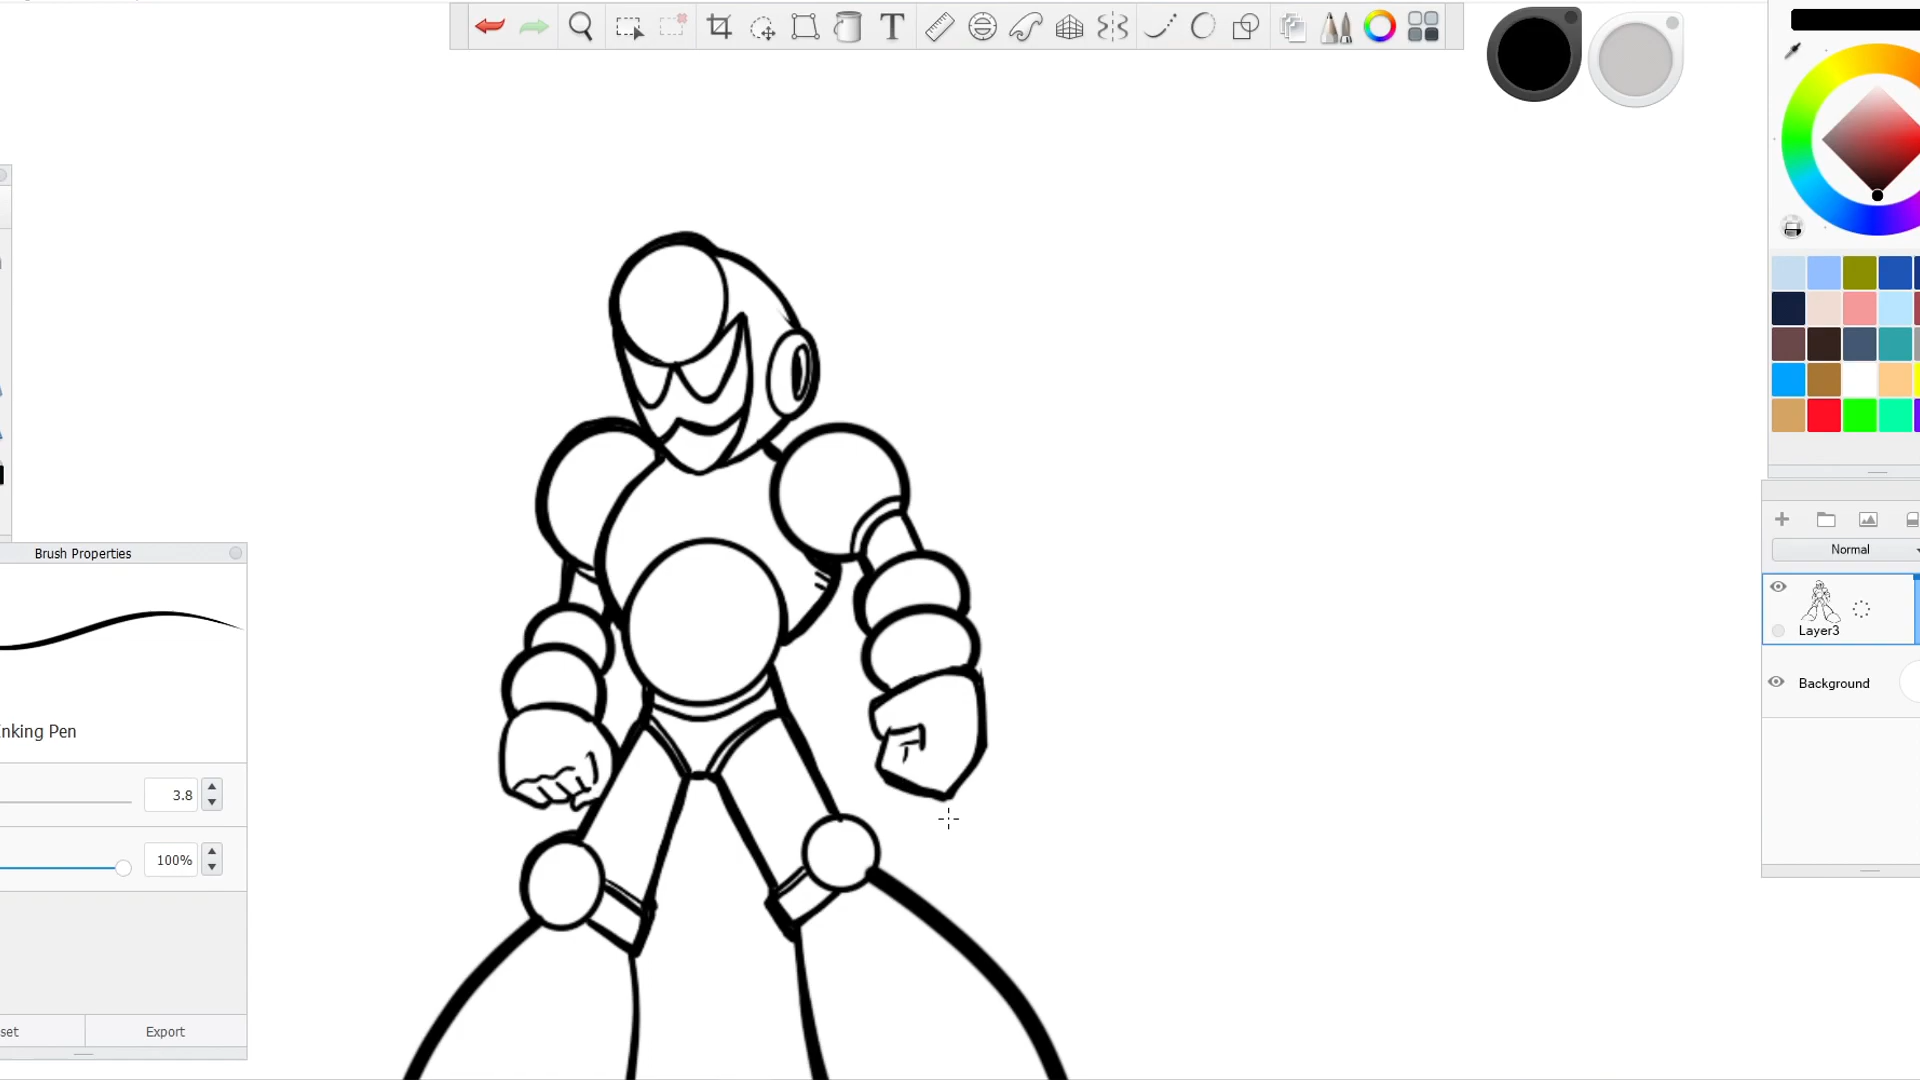 T
Brush Properties
Normal
Layer3
Background
nking Pen
3.8
100%
set
Export